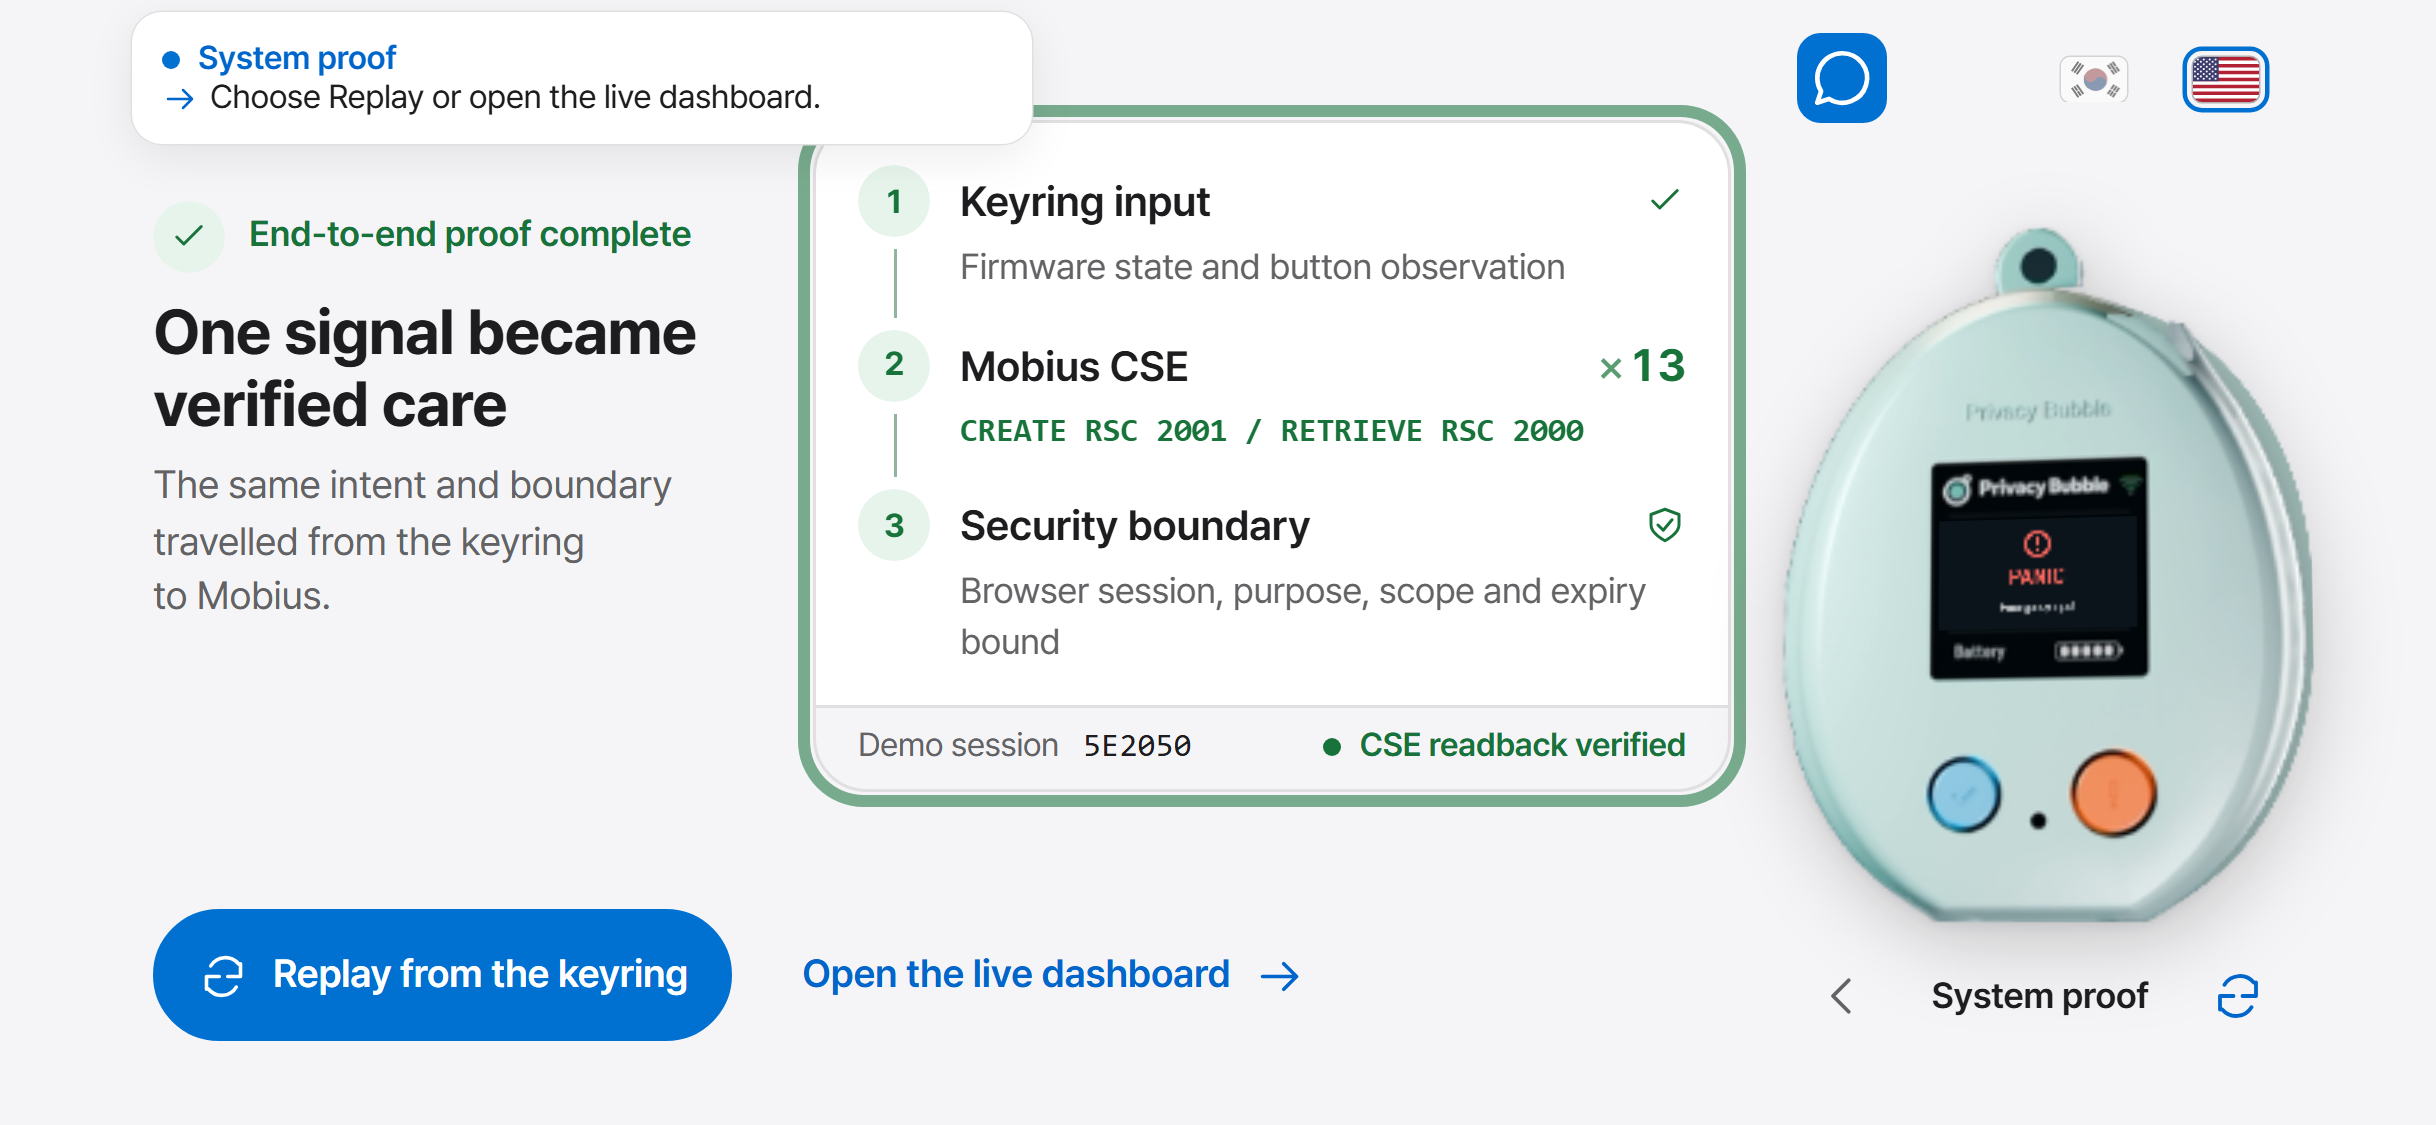 System proof
→ Choose Replay or open the live dashboard.
End-to-end proof complete
One signal became
verified care
The same intent and boundary
travelled from the keyring
to Mobius.
1 Keyring input
Firmware state and button observation
2 Mobius CSE × 13
CREATE RSC 2001 / RETRIEVE RSC 2000
3 Security boundary
Browser session, purpose, scope and expiry
bound
Demo session 5E2050 CSE readback verified
Privacy Bubble
Privacy Bubble
PANIC
Battery
Replay from the keyring
Open the live dashboard →
System proof